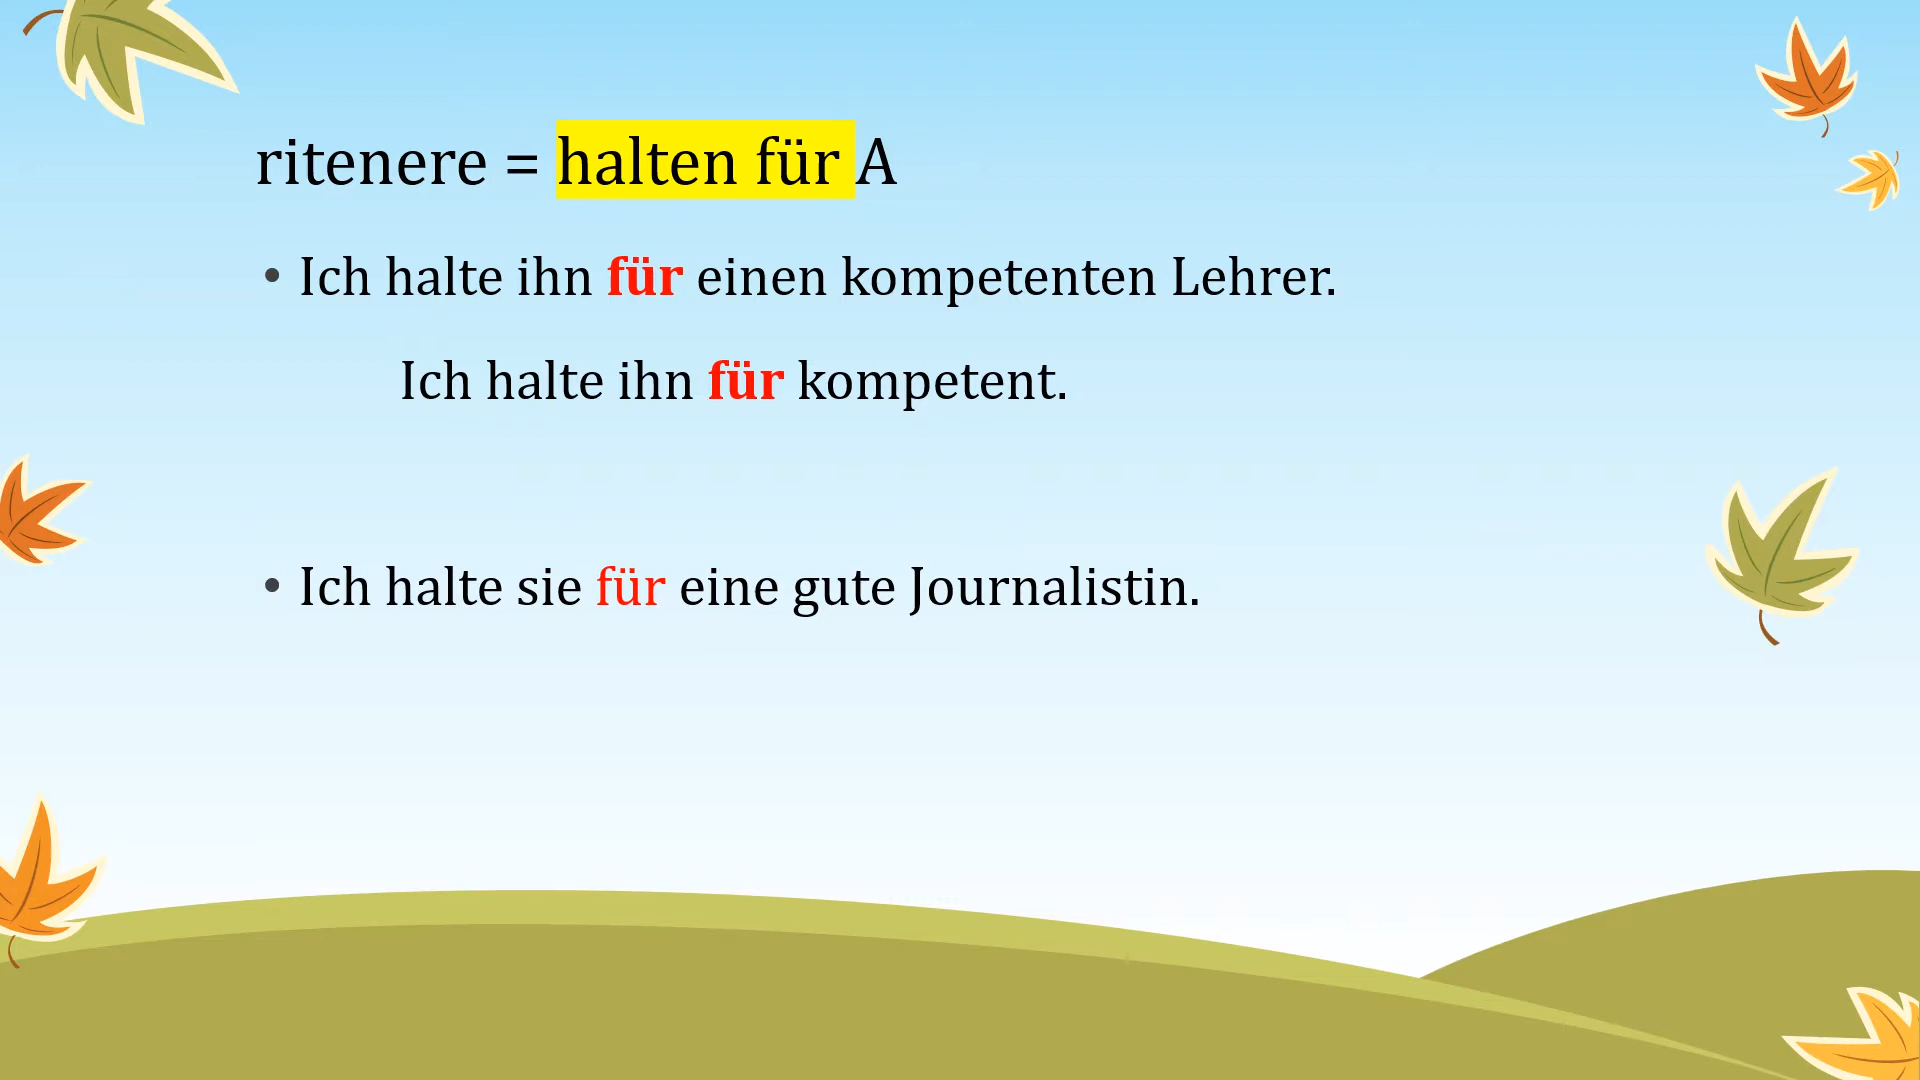 ritenere = halten für A
• Ich halte ihn für einen kompetenten Lehrer.
Ich halte ihn für kompetent.
• Ich halte sie für eine gute Journalistin.